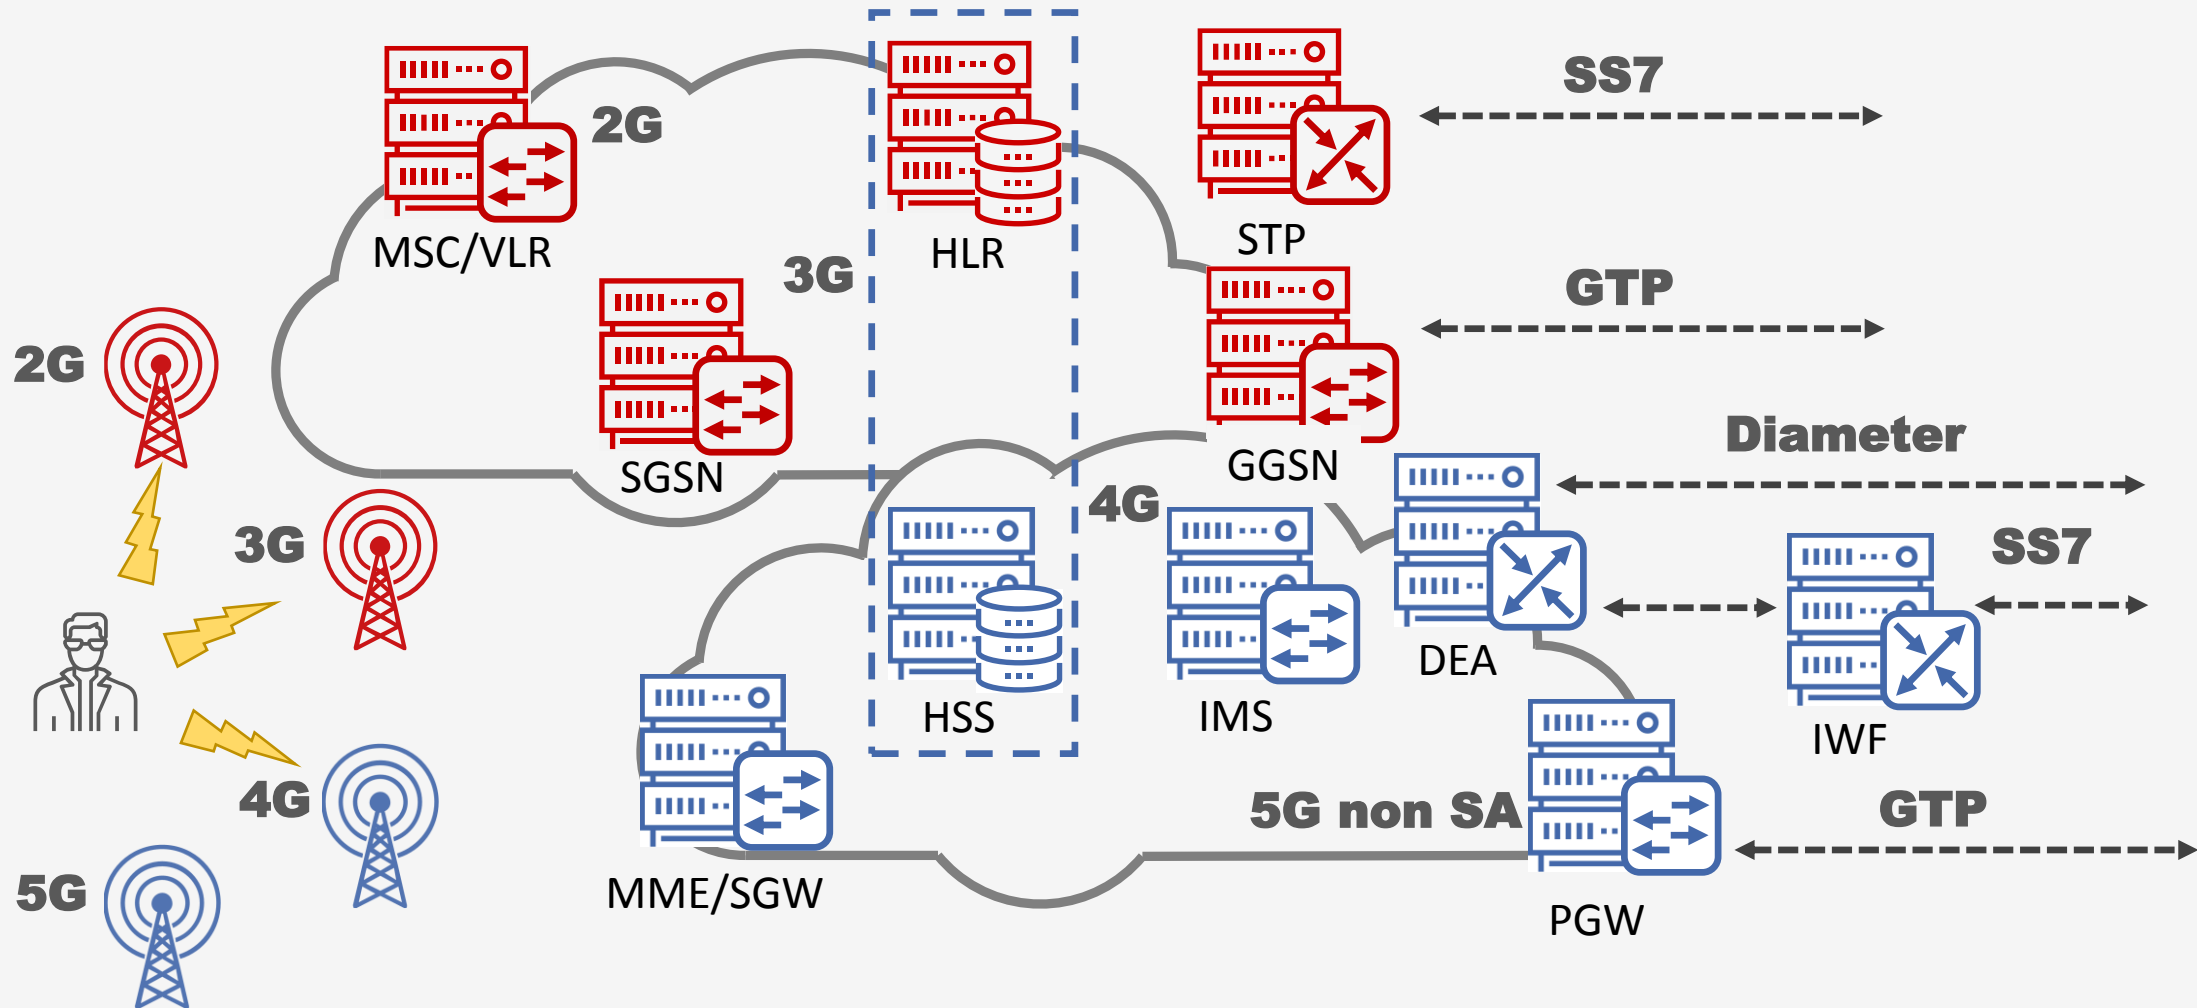 SS7
2G
STP
MSC/VLR
HLR
3G
GTP
2G
Diameter
GGSN
SGSN
4G
3G
SS7
DEA
HSS
IMS
IWF
4G
5G non SA
GTP
5G
MME/SGW
PGW